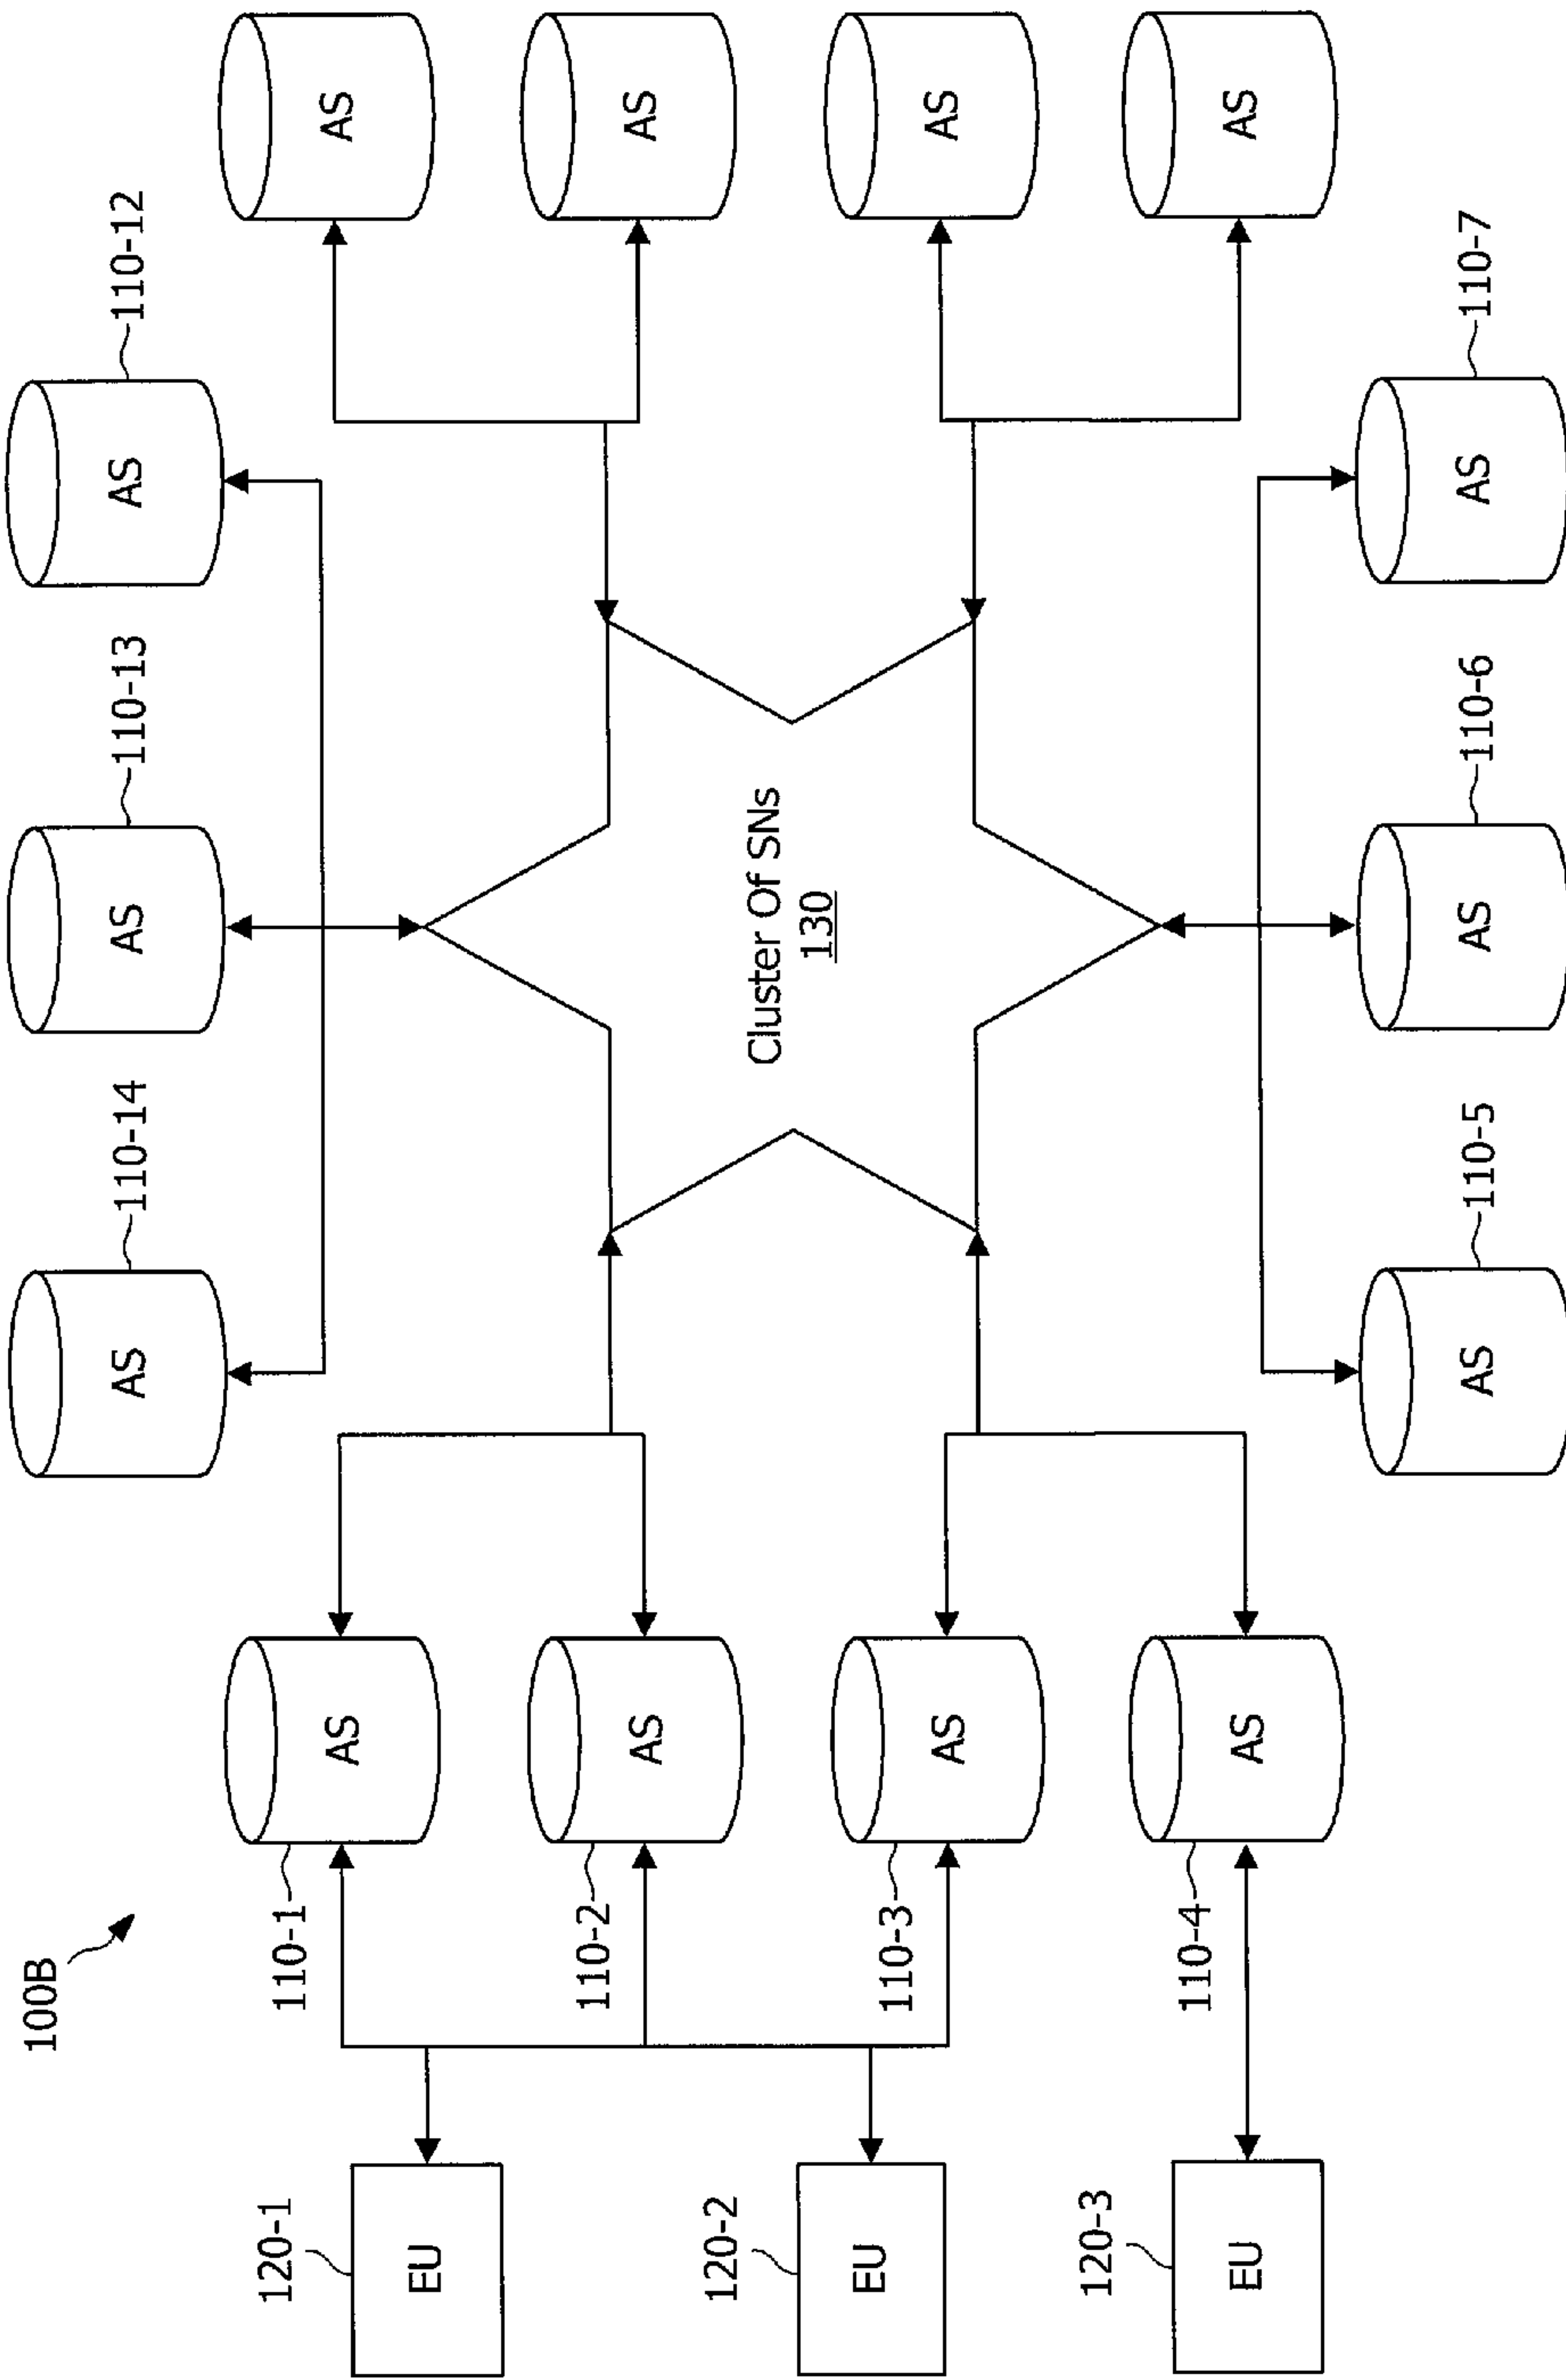 100B
110-14
110-13
110-12
AS
AS
AS
120-1
110-1
AS
AS
EU
110-2
AS
AS
120-2
Cluster Of SNs
130
EU
110-3
AS
AS
120-3
110-4
EU
AS
AS
110-5
110-6
110-7
AS
AS
AS